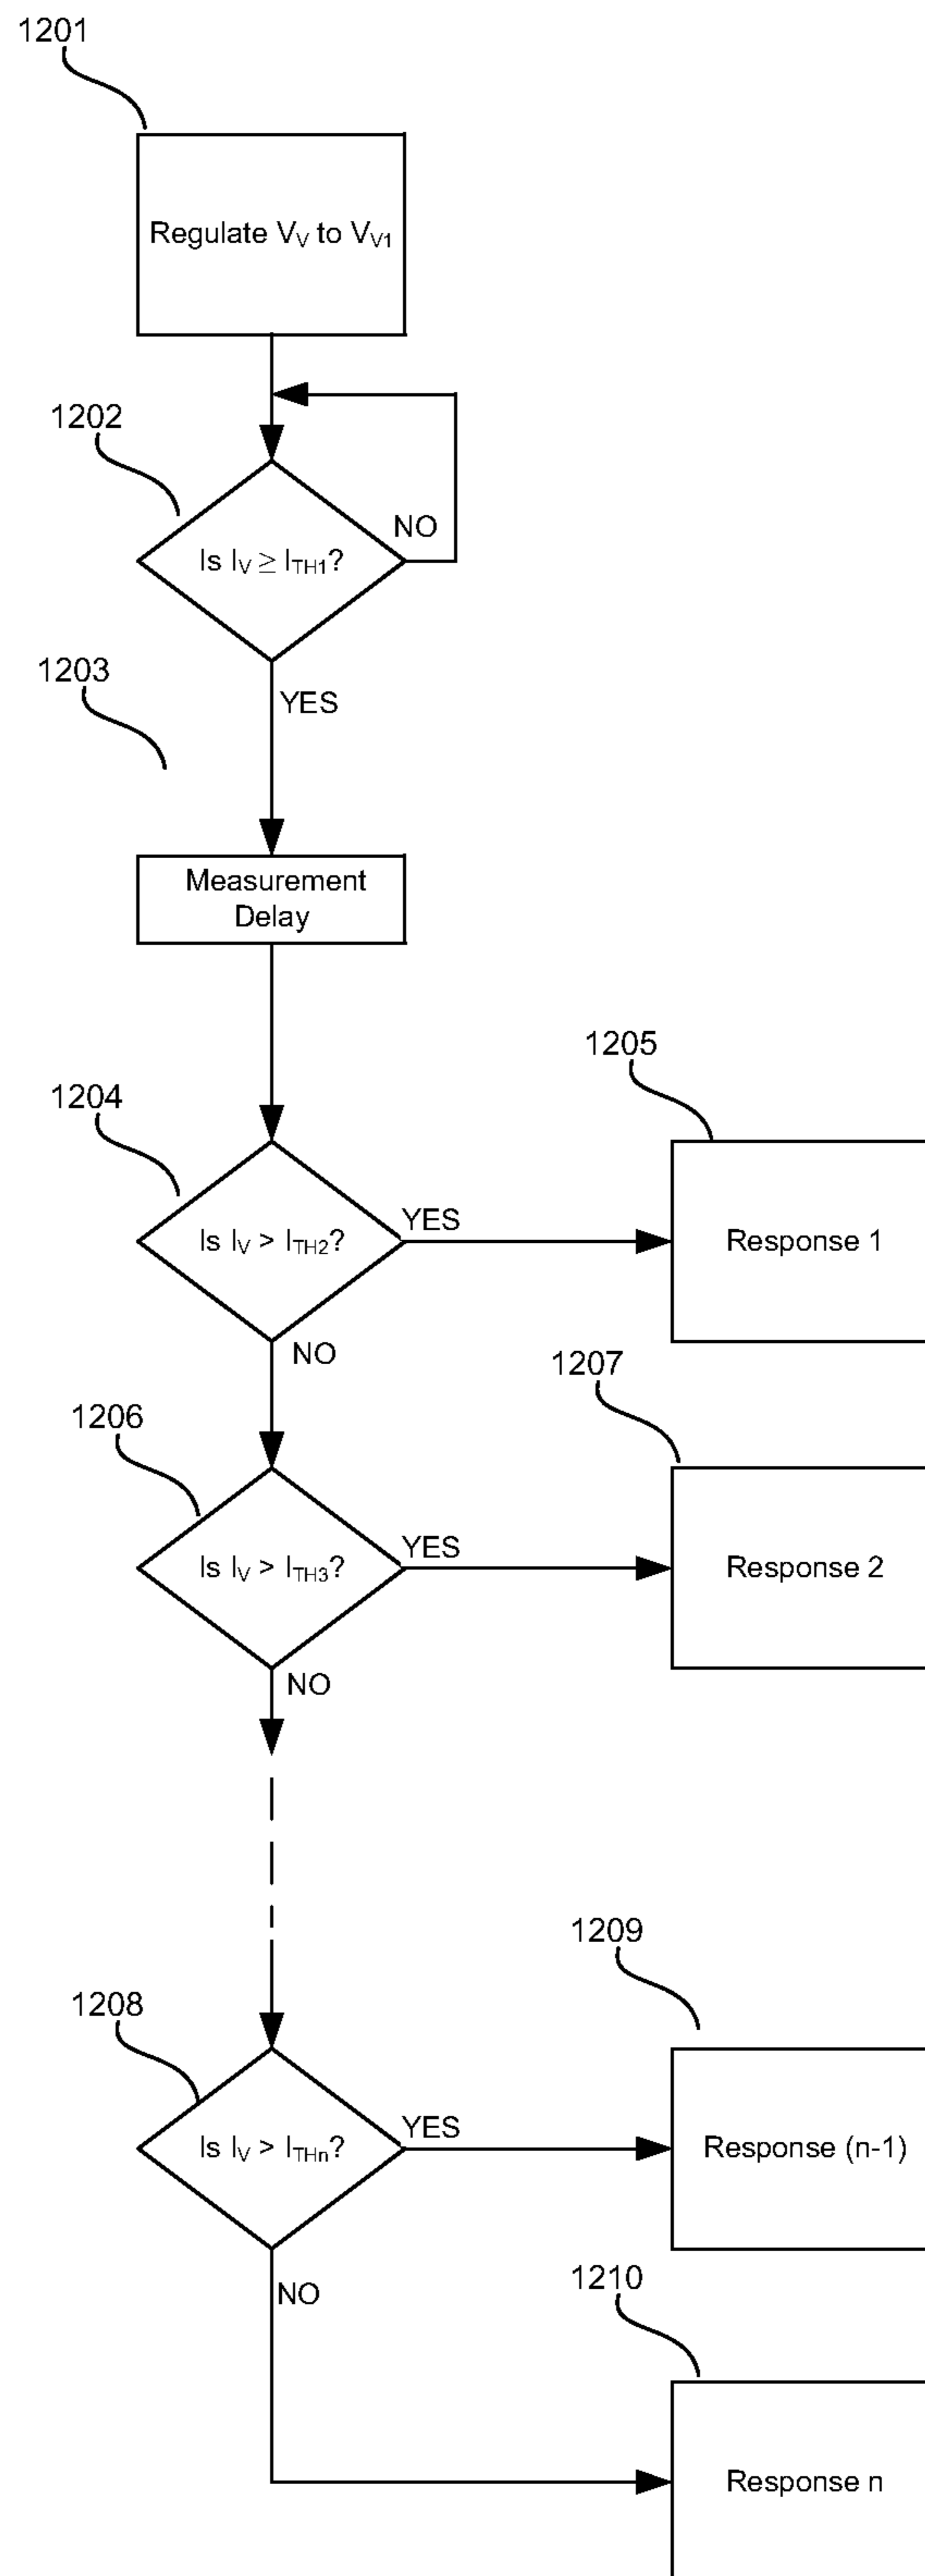 1201
Regulate V_V to V_V1
1202
NO
Is I_V ≥ I_TH1?
1203
YES
Measurement
Delay
1205
1204
YES
Is I_V > I_TH2?
Response 1
NO
1207
1206
YES
Is I_V > I_TH3?
Response 2
NO
1209
1208
YES
Is I_V > I_THn?
Response (n-1)
1210
NO
Response n